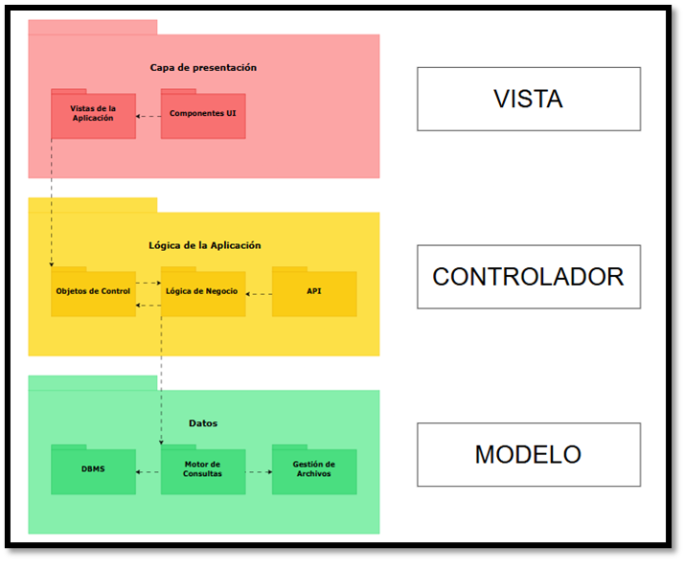 Capa de presentación
Vistas de la
Aplicación
Componentes UI
VISTA
Lógica de la Aplicación
Objetos de Control
Lógica de Negocio
API
CONTROLADOR
Datos
DBMS
Motor de
Consultas
Gestión de
Archivos
MODELO